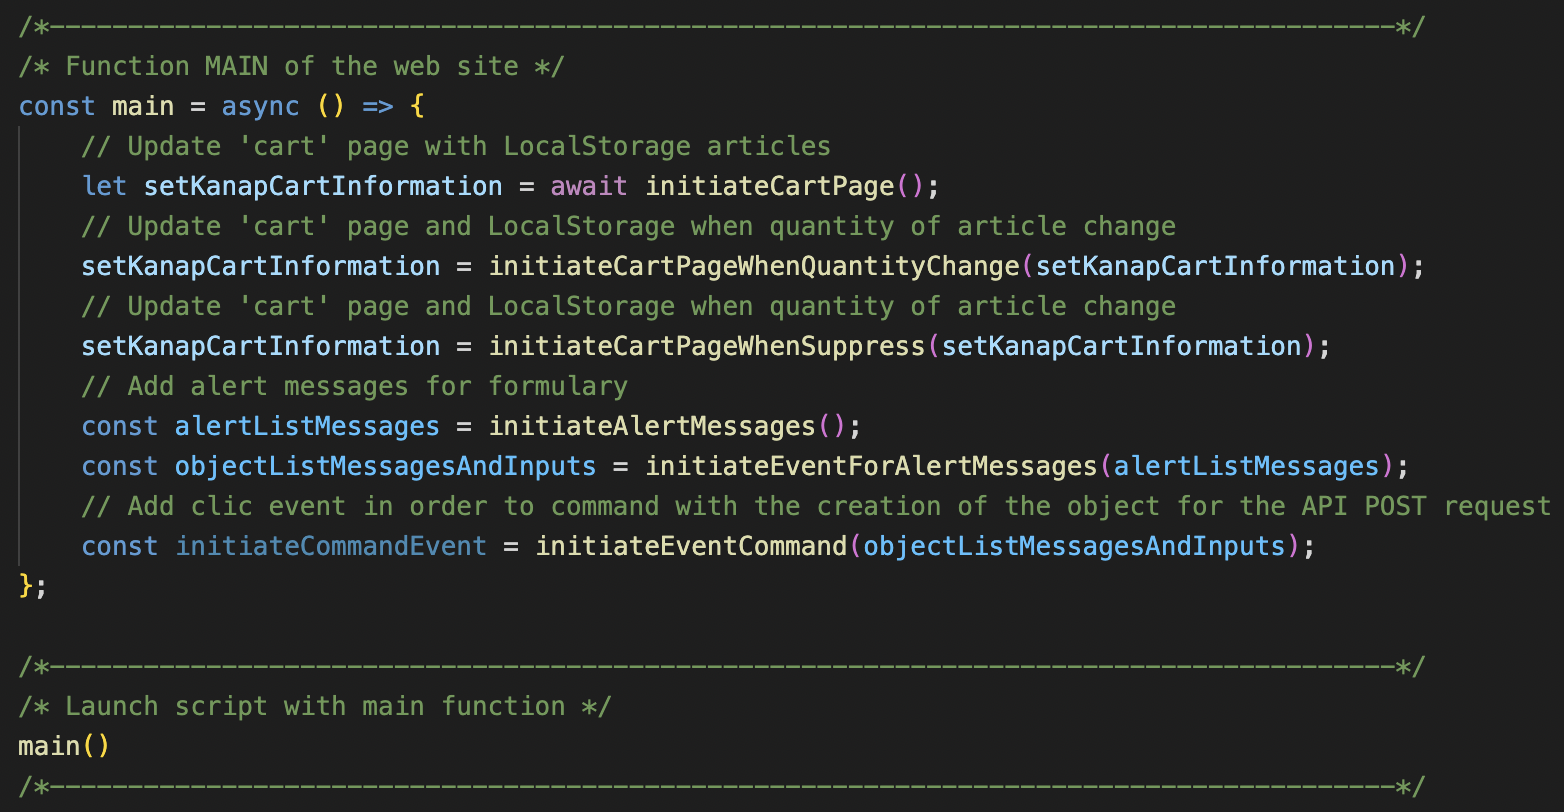 /*--------------------------------------------------------------------------------------*/
/* Function MAIN of the web site */
const main = async () => {
    // Update 'cart' page with LocalStorage articles
    let setKanapCartInformation = await initiateCartPage();
    // Update 'cart' page and LocalStorage when quantity of article change
    setKanapCartInformation = initiateCartPageWhenQuantityChange(setKanapCartInformation);
    // Update 'cart' page and LocalStorage when quantity of article change
    setKanapCartInformation = initiateCartPageWhenSuppress(setKanapCartInformation);
    // Add alert messages for formulary
    const alertListMessages = initiateAlertMessages();
    const objectListMessagesAndInputs = initiateEventForAlertMessages(alertListMessages);
    // Add clic event in order to command with the creation of the object for the API POST request
    const initiateCommandEvent = initiateEventCommand(objectListMessagesAndInputs);
};

/*--------------------------------------------------------------------------------------*/
/* Launch script with main function */
main()
/*--------------------------------------------------------------------------------------*/